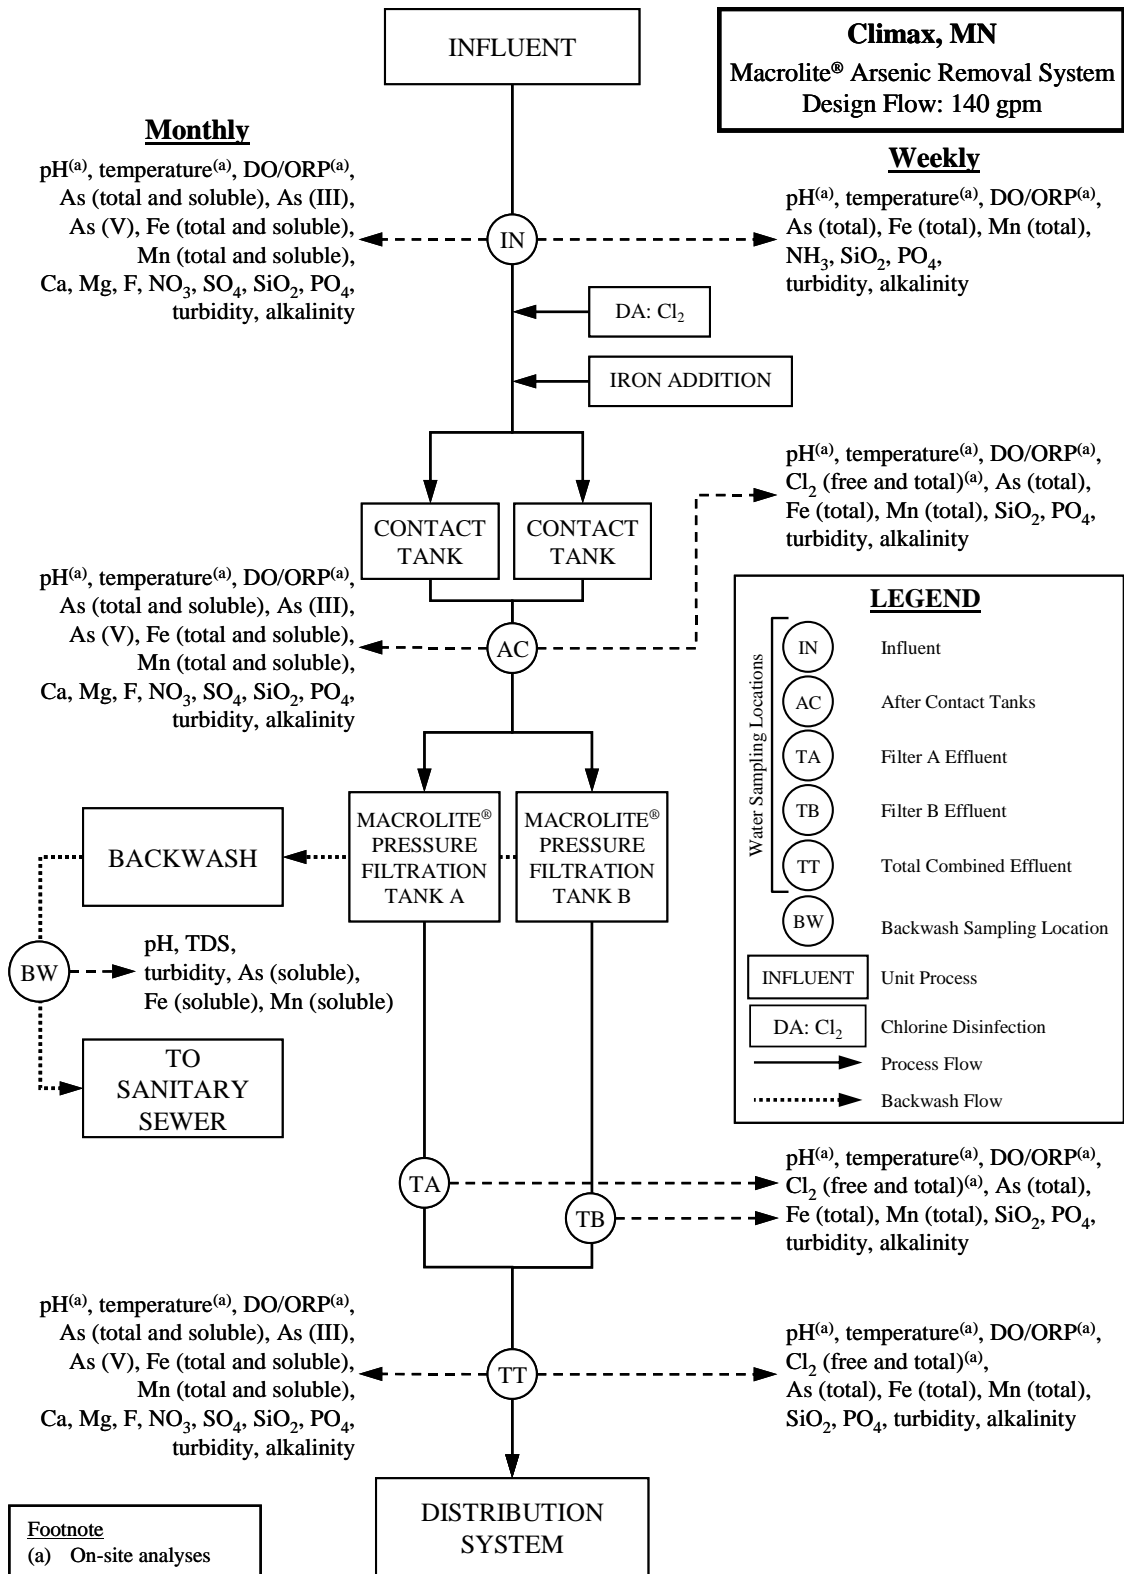 INFLUENT
Climax, MN
Macrolite® Arsenic Removal System
Design Flow: 140 gpm
Monthly
pH(a), temperature(a), DO/ORP(a),
As (total and soluble), As (III),
As (V), Fe (total and soluble),
Mn (total and soluble),
Ca, Mg, F, NO3, SO4, SiO2, PO4,
turbidity, alkalinity
IN
Weekly
pH(a), temperature(a), DO/ORP(a),
As (total), Fe (total), Mn (total),
NH3, SiO2, PO4,
turbidity, alkalinity
DA: Cl2
IRON ADDITION
CONTACT
TANK
CONTACT
TANK
pH(a), temperature(a), DO/ORP(a),
Cl2 (free and total)(a), As (total),
Fe (total), Mn (total), SiO2, PO4,
turbidity, alkalinity
pH(a), temperature(a), DO/ORP(a),
As (total and soluble), As (III),
As (V), Fe (total and soluble),
Mn (total and soluble),
Ca, Mg, F, NO3, SO4, SiO2, PO4,
turbidity, alkalinity
AC
LEGEND
Water Sampling Locations
IN
Influent
AC
After Contact Tanks
TA
Filter A Effluent
TB
Filter B Effluent
TT
Total Combined Effluent
BW
Backwash Sampling Location
INFLUENT
Unit Process
DA: Cl2
Chlorine Disinfection
Process Flow
Backwash Flow
BACKWASH
MACROLITE®
PRESSURE
FILTRATION
TANK A
MACROLITE®
PRESSURE
FILTRATION
TANK B
BW
pH, TDS,
turbidity, As (soluble),
Fe (soluble), Mn (soluble)
TO
SANITARY
SEWER
TA
TB
pH(a), temperature(a), DO/ORP(a),
Cl2 (free and total)(a), As (total),
Fe (total), Mn (total), SiO2, PO4,
turbidity, alkalinity
pH(a), temperature(a), DO/ORP(a),
As (total and soluble), As (III),
As (V), Fe (total and soluble),
Mn (total and soluble),
Ca, Mg, F, NO3, SO4, SiO2, PO4,
turbidity, alkalinity
TT
pH(a), temperature(a), DO/ORP(a),
Cl2 (free and total)(a),
As (total), Fe (total), Mn (total),
SiO2, PO4, turbidity, alkalinity
DISTRIBUTION
SYSTEM
Footnote
(a) On-site analyses